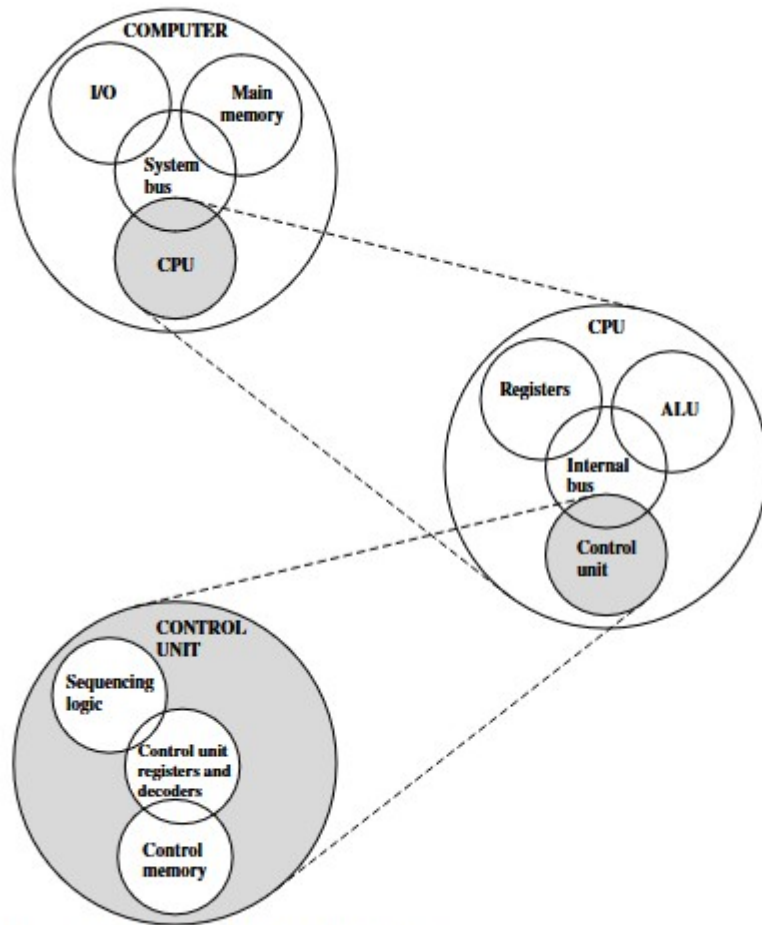 COMPUTER
I/O
Main
memory
System
bus
CPU
CPU
Registers
ALU
Internal
bus
Control
unit
CONTROL
UNIT
Sequencing
logic
Control unit
registers and
decoders
Control
memory